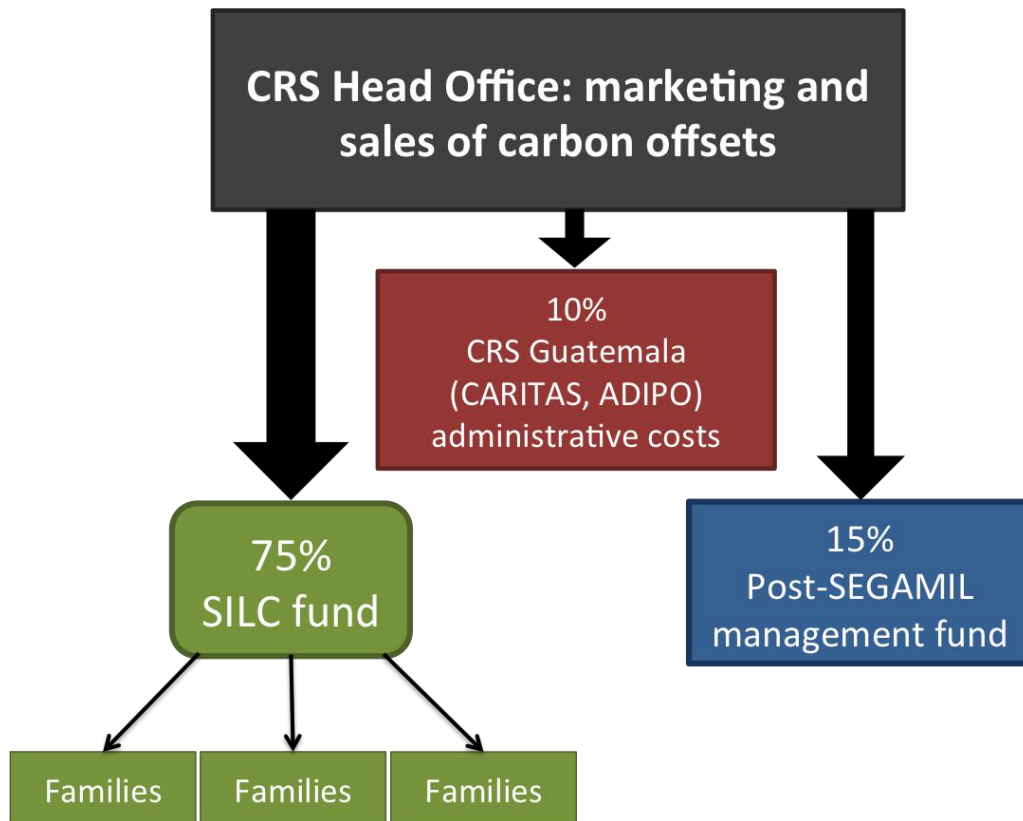 CRS Head Office: marketing and
sales of carbon offsets
10%
CRS Guatemala
(CARITAS, ADIPO)
administrative costs
75%
SILC fund
15%
Post-SEGAMIL
management fund
Families
Families
Families